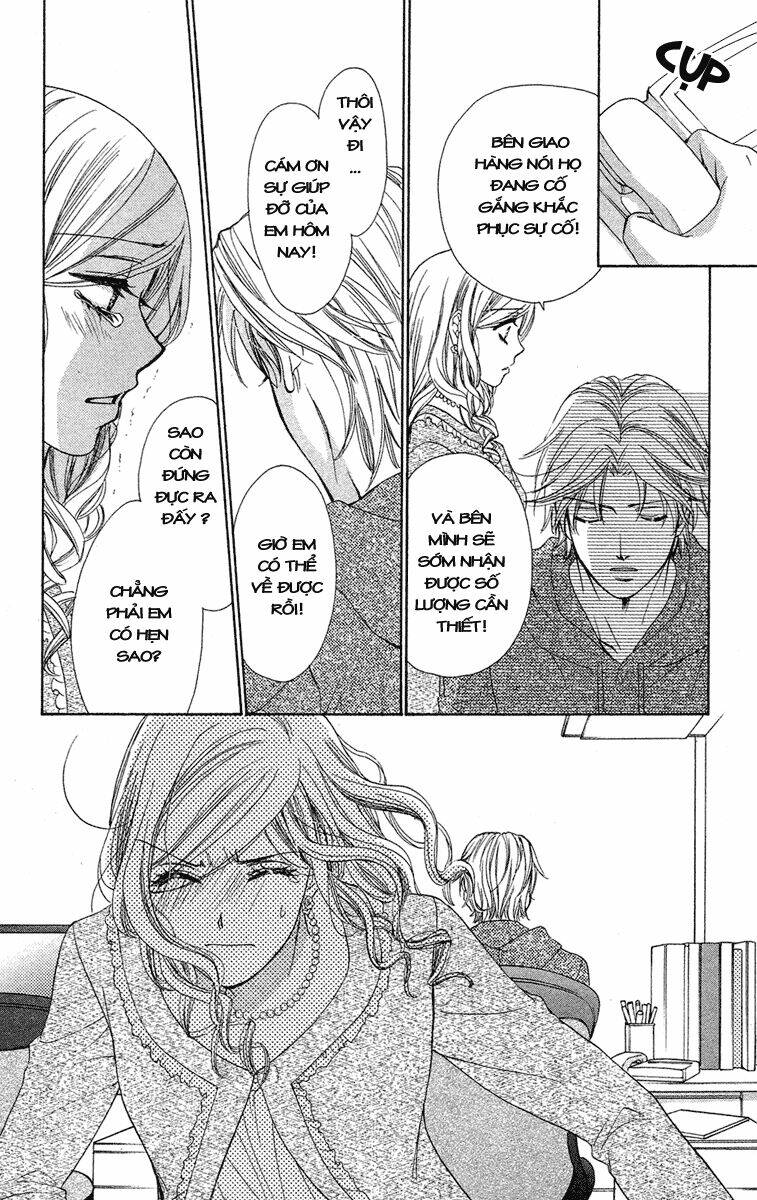 CỤP
BÊN GIAO
HÀNG NÓI HỌ
ĐANG CỐ
GẮNG KHẮC
PHỤC SỰ CỐ!
VÀ BÊN
MÌNH SẼ
SỚM NHẬN
ĐƯỢC SỐ
LƯỢNG CẦN
THIẾT!
THÔI
VẬY
ĐI
...
CÁM ƠN
SỰ GIÚP
ĐỠ CỦA
EM HÔM
NAY!
GIỜ EM
CÓ THỂ
VỀ ĐƯỢC
RỒI!
SAO
CÒN
ĐỨNG
ĐỰC RA
ĐẤY ?
CHẲNG
PHẢI EM
CÓ HẸN
SAO?